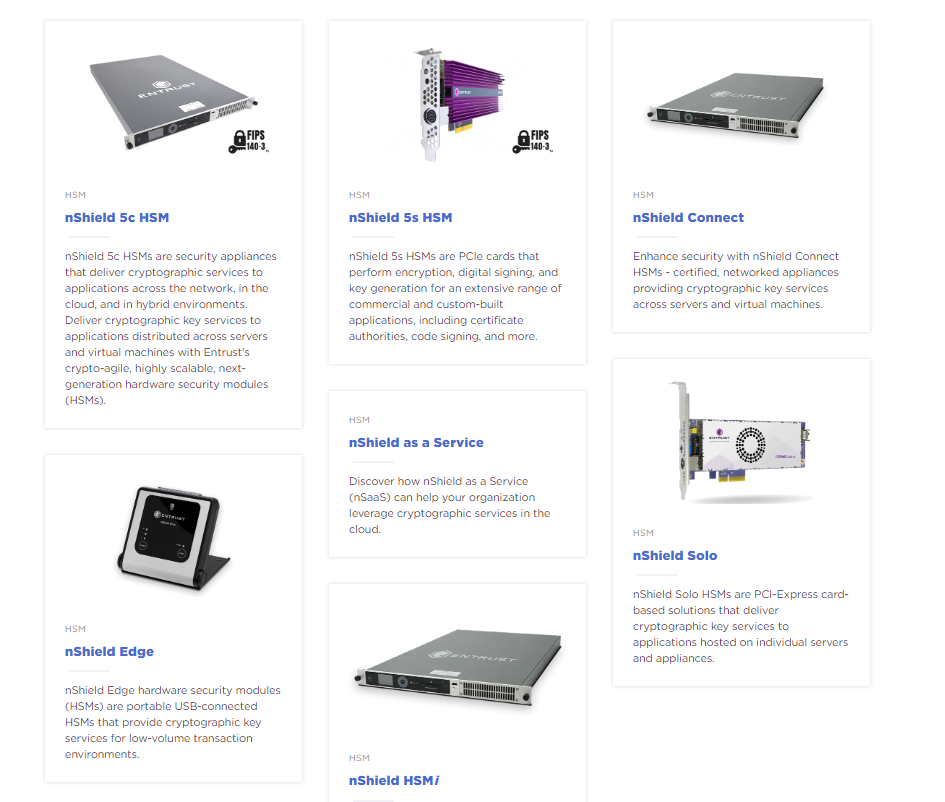 ENTRUST
FIPS
140-3™
HSM
nShield 5c HSM
nShield 5c HSMs are security appliances
that deliver cryptographic services to
applications across the network, in the
cloud, and in hybrid environments.
Deliver cryptographic key services to
applications distributed across servers
and virtual machines with Entrust's
crypto-agile, highly scalable, next-
generation hardware security modules
(HSMs).
ENTRUST
HSM
nShield Edge
nShield Edge hardware security modules
(HSMs) are portable USB-connected
HSMs that provide cryptographic key
services for low-volume transaction
environments.
ENTRUST
FIPS
140-3™
HSM
nShield 5s HSM
nShield 5s HSMs are PCIe cards that
perform encryption, digital signing, and
key generation for an extensive range of
commercial and custom-built
applications, including certificate
authorities, code signing, and more.
HSM
nShield as a Service
Discover how nShield as a Service
(nSaaS) can help your organization
leverage cryptographic services in the
cloud.
ENTRUST
HSM
nShield HSMi
ENTRUST
HSM
nShield Connect
Enhance security with nShield Connect
HSMs - certified, networked appliances
providing cryptographic key services
across servers and virtual machines.
ENTRUST
HSM
nShield Solo
nShield Solo HSMs are PCI-Express card-
based solutions that deliver
cryptographic key services to
applications hosted on individual servers
and appliances.